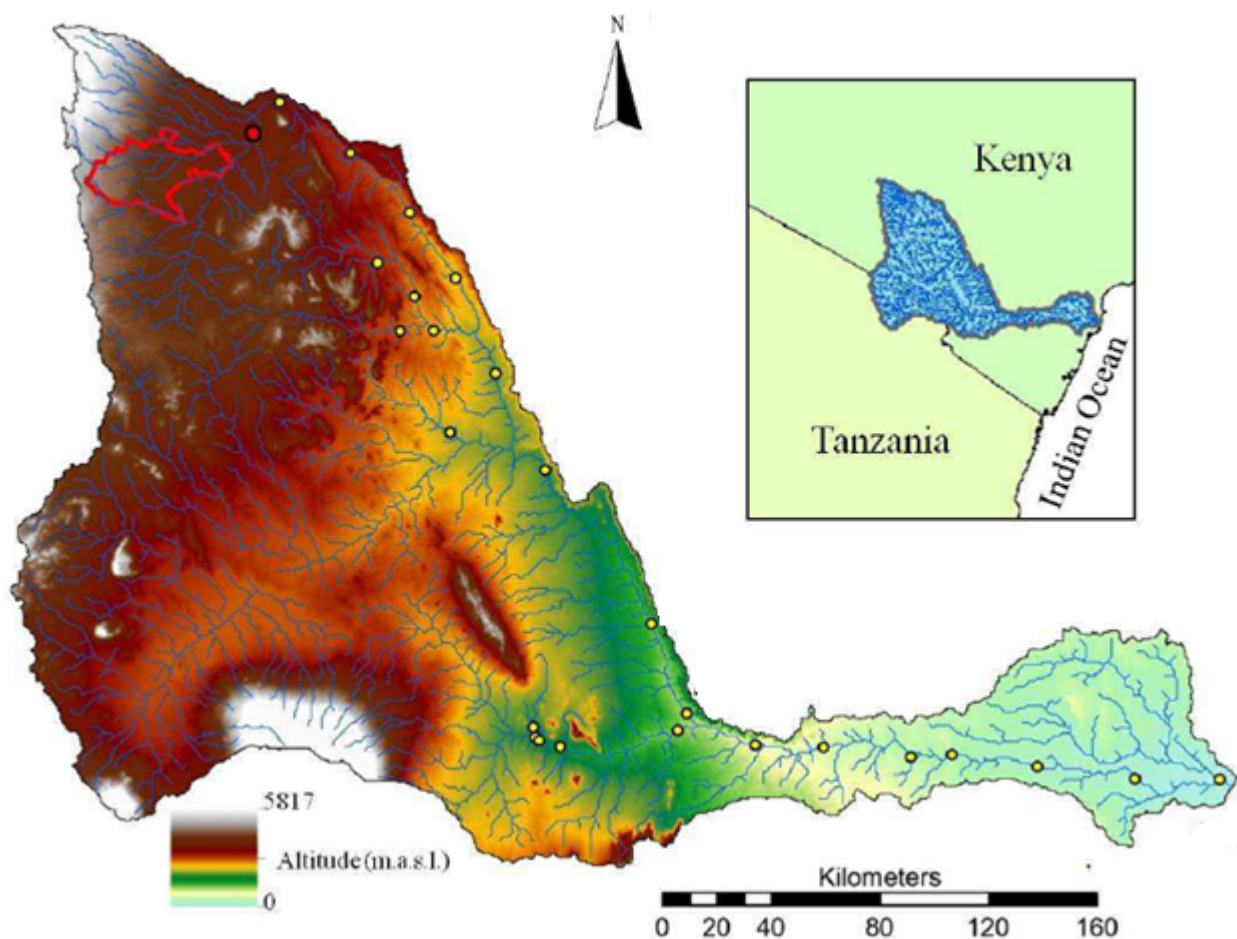 N
Kenya
Tanzania
Indian Ocean
5817
Altitude (m.a.s.l.)
0
Kilometers
0 20 40 80 120 160